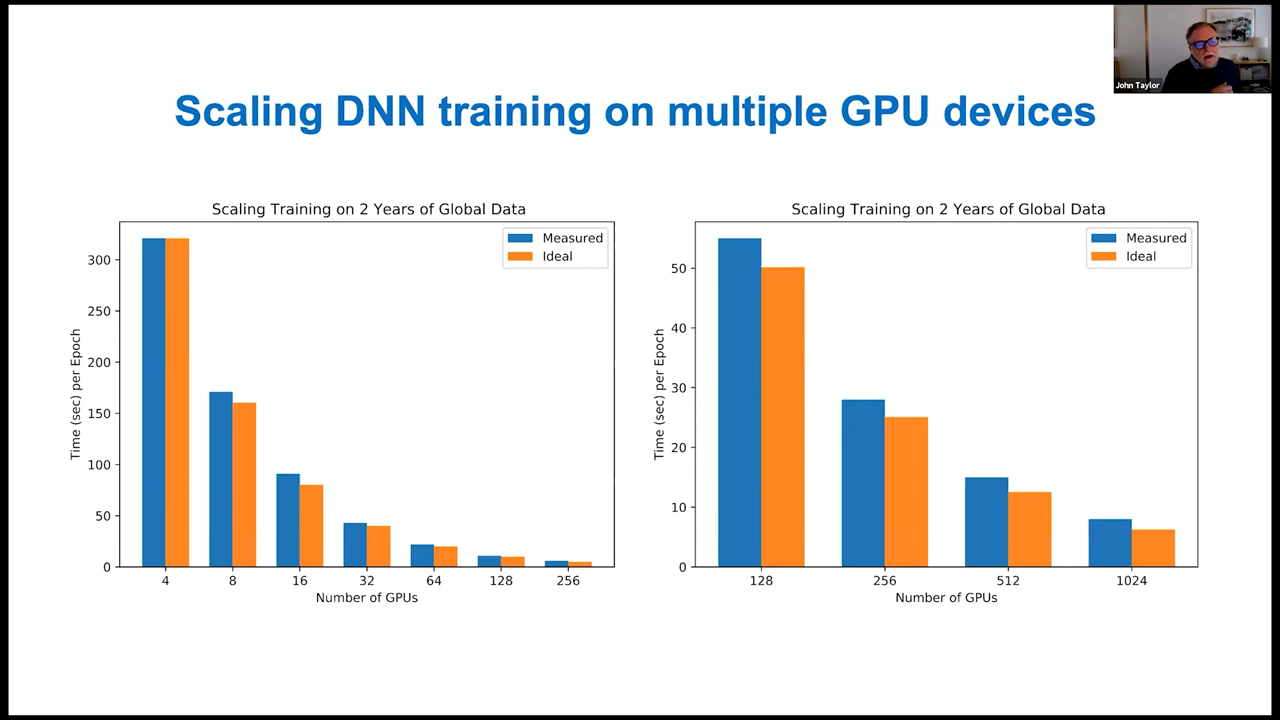 John Taylor
Scaling DNN training on multiple GPU devices
Scaling Training on 2 Years of Global Data
Measured
Ideal
300
250
200
150
100
50
0
Time (sec) per Epoch
4 8 16 32 64 128 256
Number of GPUs
Scaling Training on 2 Years of Global Data
Measured
Ideal
50
40
30
20
10
0
Time (sec) per Epoch
128 256 512 1024
Number of GPUs